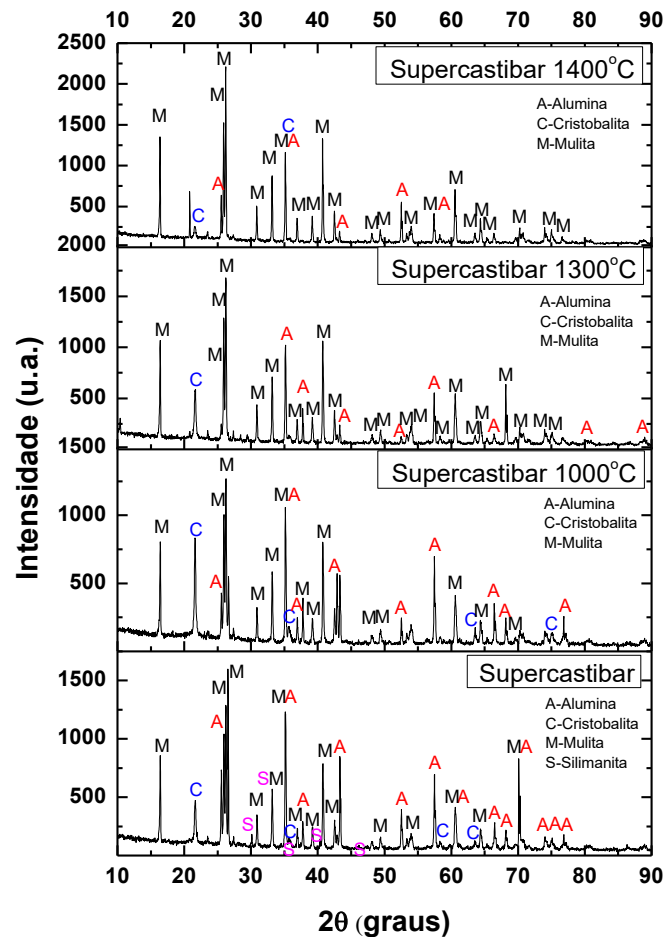 10 20 30 40 50 60 70 80 90
Intensidade (u.a.)
2500
2000
1500
1000
500
2000
Supercastibar 1400°C
A-Alumina
C-Cristobalita
M-Mulita
M C A M M M M M C A M M M M A M M M A M A M M M M M M M M
1500
1000
500
1500
Supercastibar 1300°C
A-Alumina
C-Cristobalita
M-Mulita
M C M M M M M A M A M M M A M M A M M A M M M M A M M M M A A
1000
500
Supercastibar 1000°C
A-Alumina
C-Cristobalita
M-Mulita
M C A M M M M M A C A M M M A M M A A M C M A A M C A
1500
1000
500
0
Supercastibar
A-Alumina
C-Cristobalita
M-Mulita
S-Silimanita
M C A M M M S M S M M A S C M A M S M M A S M A M A C M A C M A A M A A A A
10 20 30 40 50 60 70 80 90
2θ (graus)